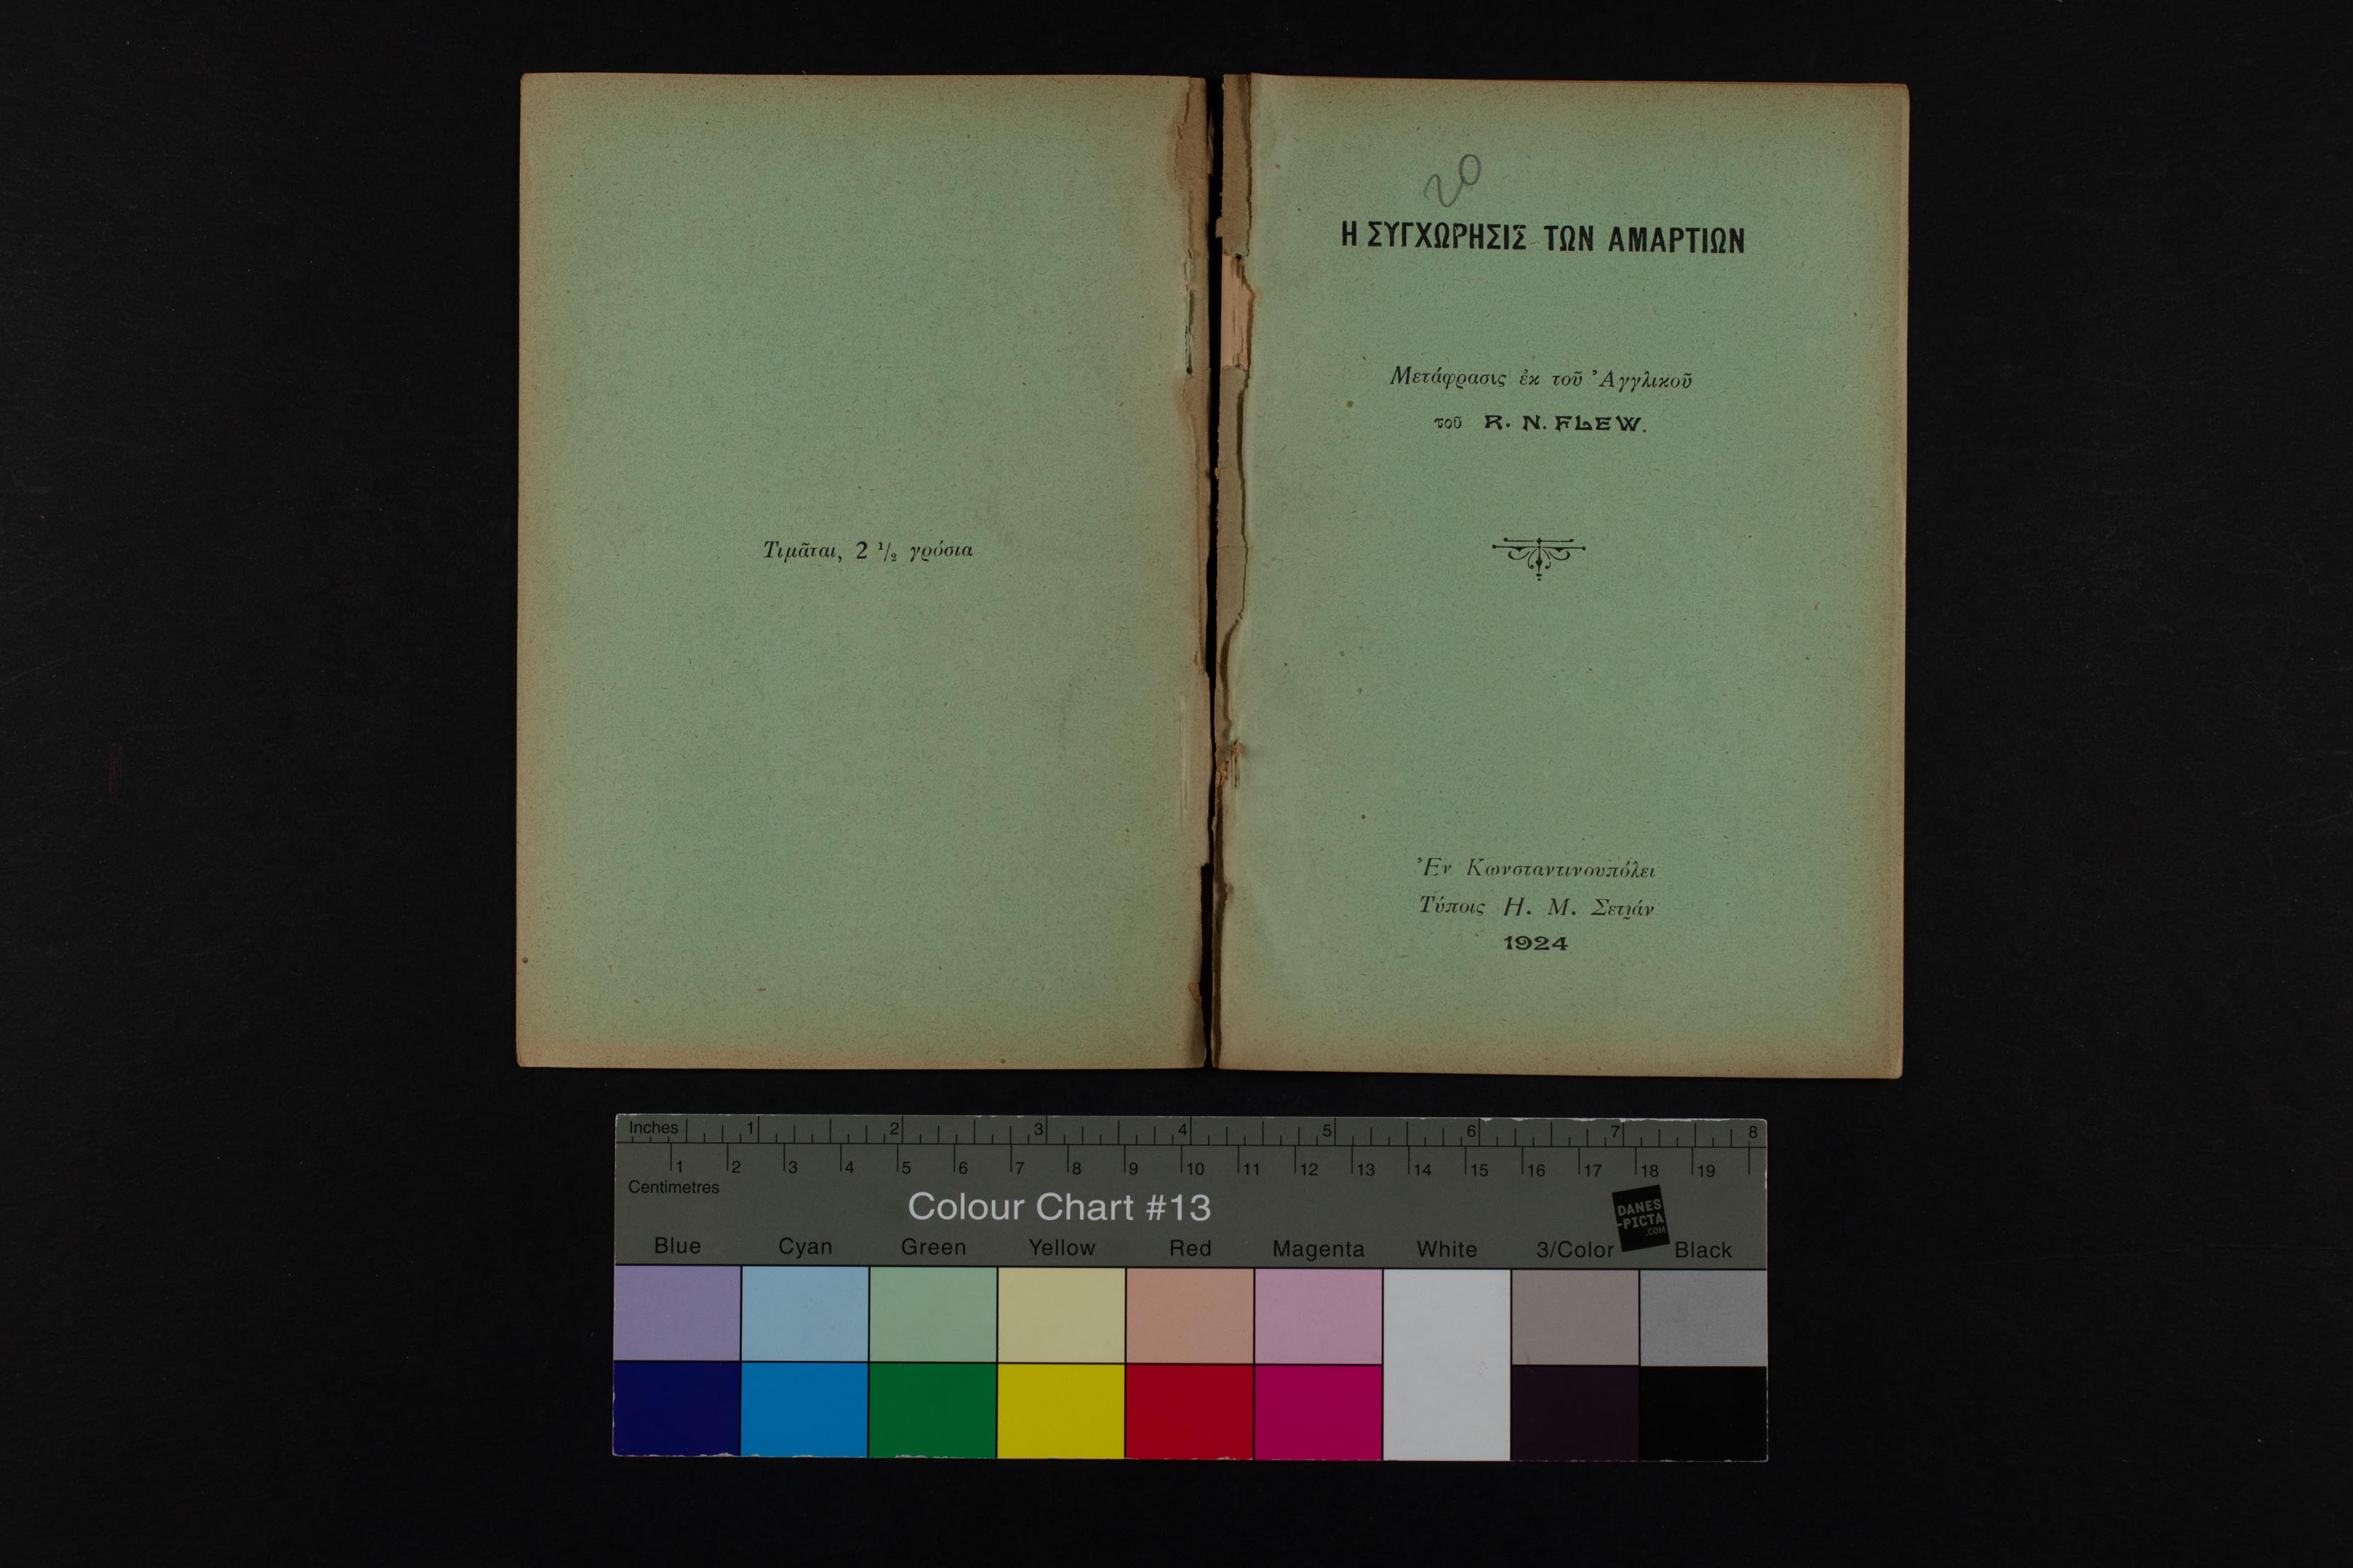 Τιμᾶται, 2 1/2 γρόσια
20
Η ΣΥΓΧΩΡΗΣΙΣ ΤΩΝ ΑΜΑΡΤΙΩΝ
Μετάφρασις ἐκ τοῦ Ἀγγλικοῦ
τοῦ R. N. FLEW.
Ἐν Κωνσταντινουπόλει
Τύποις Η. Μ. Σετι̮άν
1924
Inches 1 2 3 4 5 6 7 8
1 2 3 4 5 6 7 8 9 10 11 12 13 14 15 16 17 18 19
Centimetres
Colour Chart #13
DANES
-PICTA
.COM
Blue Cyan Green Yellow Red Magenta White 3/Color Black